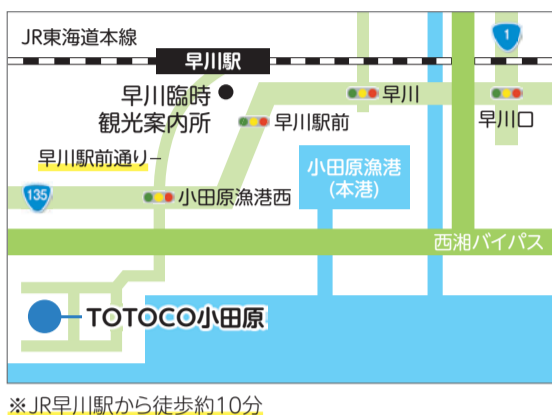 JR東海道本線
1
早川駅
早川臨時
観光案内所
早川
早川口
早川駅前
早川駅前通り
小田原漁港
(本港)
135
小田原漁港西
西湘バイパス
TOTOCO小田原
※JR早川駅から徒歩約10分